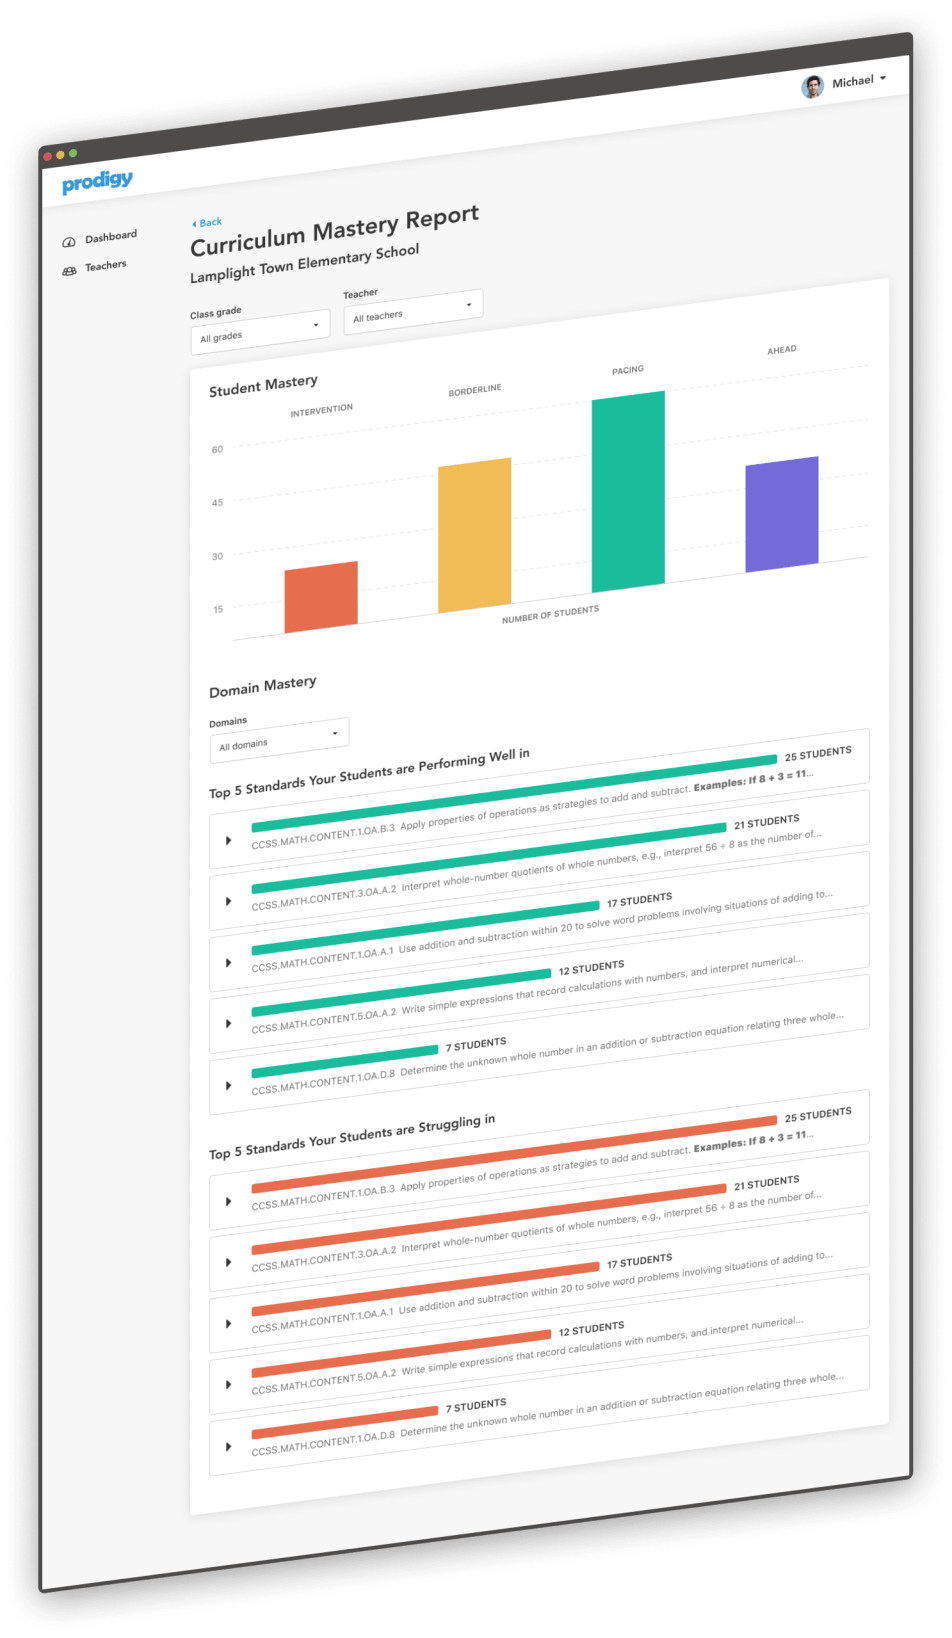 Michael
prodigy
Dashboard
Teachers
Back
Curriculum Mastery Report
Lamplight Town Elementary School
Class grade
All grades
Teacher
All teachers
Student Mastery
INTERVENTION
BORDERLINE
PACING
AHEAD
60
45
30
15
NUMBER OF STUDENTS
Domain Mastery
Domains
All domains
Top 5 Standards Your Students are Performing Well in
25 STUDENTS
CCSS.MATH.CONTENT.1.OA.B.3 Apply properties of operations as strategies to add and subtract. Examples: If 8 + 3 = 11...
21 STUDENTS
CCSS.MATH.CONTENT.3.OA.A.2 Interpret whole-number quotients of whole numbers, e.g., interpret 56 ÷ 8 as the number of...
17 STUDENTS
CCSS.MATH.CONTENT.1.OA.A.1 Use addition and subtraction within 20 to solve word problems involving situations of adding to...
12 STUDENTS
CCSS.MATH.CONTENT.5.OA.A.2 Write simple expressions that record calculations with numbers, and interpret numerical...
7 STUDENTS
CCSS.MATH.CONTENT.1.OA.D.8 Determine the unknown whole number in an addition or subtraction equation relating three whole...
Top 5 Standards Your Students are Struggling in
25 STUDENTS
CCSS.MATH.CONTENT.1.OA.B.3 Apply properties of operations as strategies to add and subtract. Examples: If 8 + 3 = 11...
21 STUDENTS
CCSS.MATH.CONTENT.3.OA.A.2 Interpret whole-number quotients of whole numbers, e.g., interpret 56 ÷ 8 as the number of...
17 STUDENTS
CCSS.MATH.CONTENT.1.OA.A.1 Use addition and subtraction within 20 to solve word problems involving situations of adding to...
12 STUDENTS
CCSS.MATH.CONTENT.5.OA.A.2 Write simple expressions that record calculations with numbers, and interpret numerical...
7 STUDENTS
CCSS.MATH.CONTENT.1.OA.D.8 Determine the unknown whole number in an addition or subtraction equation relating three whole...